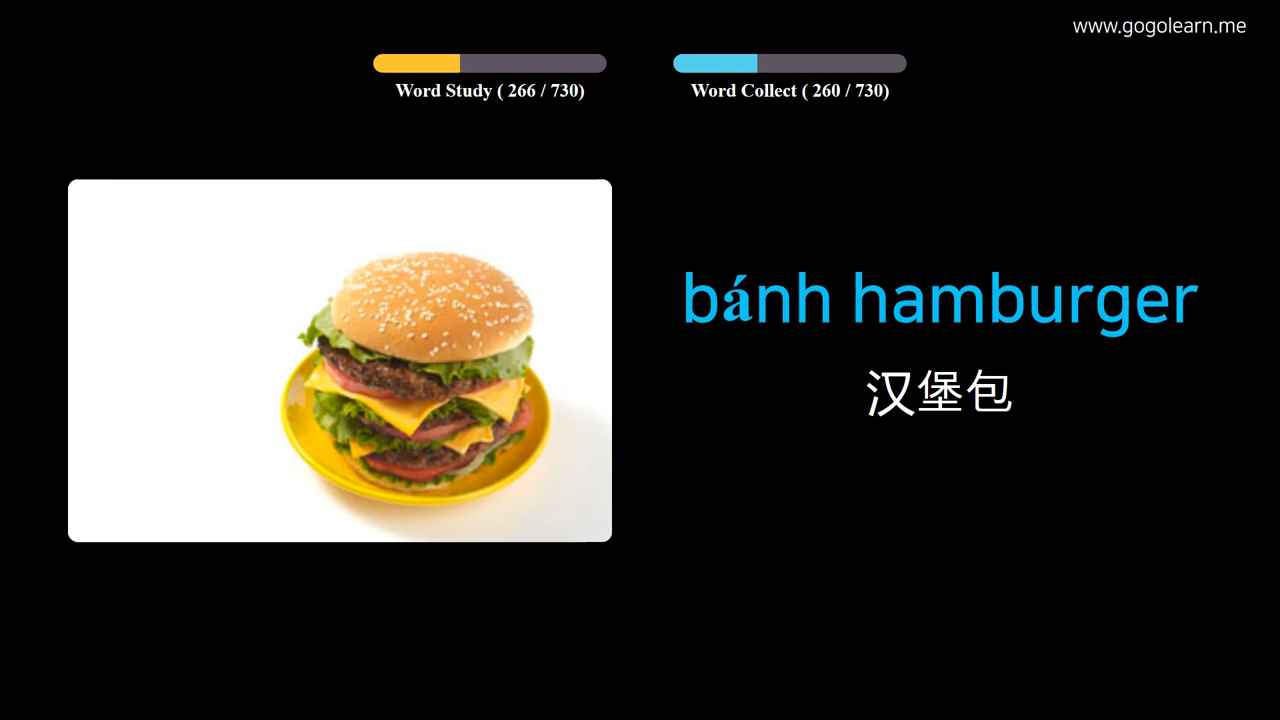 www.gogolearn.me
Word Study ( 266 / 730)
Word Collect ( 260 / 730)
bánh hamburger
汉堡包